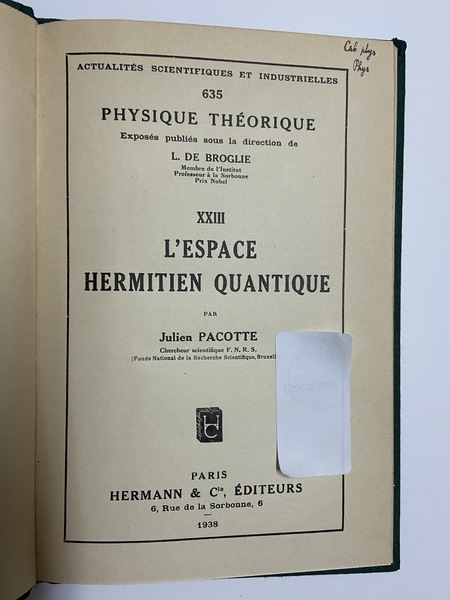 Cab phys
Phys
ACTUALITÉS SCIENTIFIQUES ET INDUSTRIELLES
635
PHYSIQUE THÉORIQUE
Exposés publiés sous la direction de
L. DE BROGLIE
Membre de l'Institut
Professeur à la Sorbonne
Prix Nobel
XXIII
L'ESPACE
HERMITIEN QUANTIQUE
PAR
Julien PACOTTE
Chercheur scientifique F. N. R. S.
(Fonds National de la Recherche Scientifique,
HC
PARIS
HERMANN & Cie, ÉDITEURS
6, Rue de la Sorbonne, 6
1938